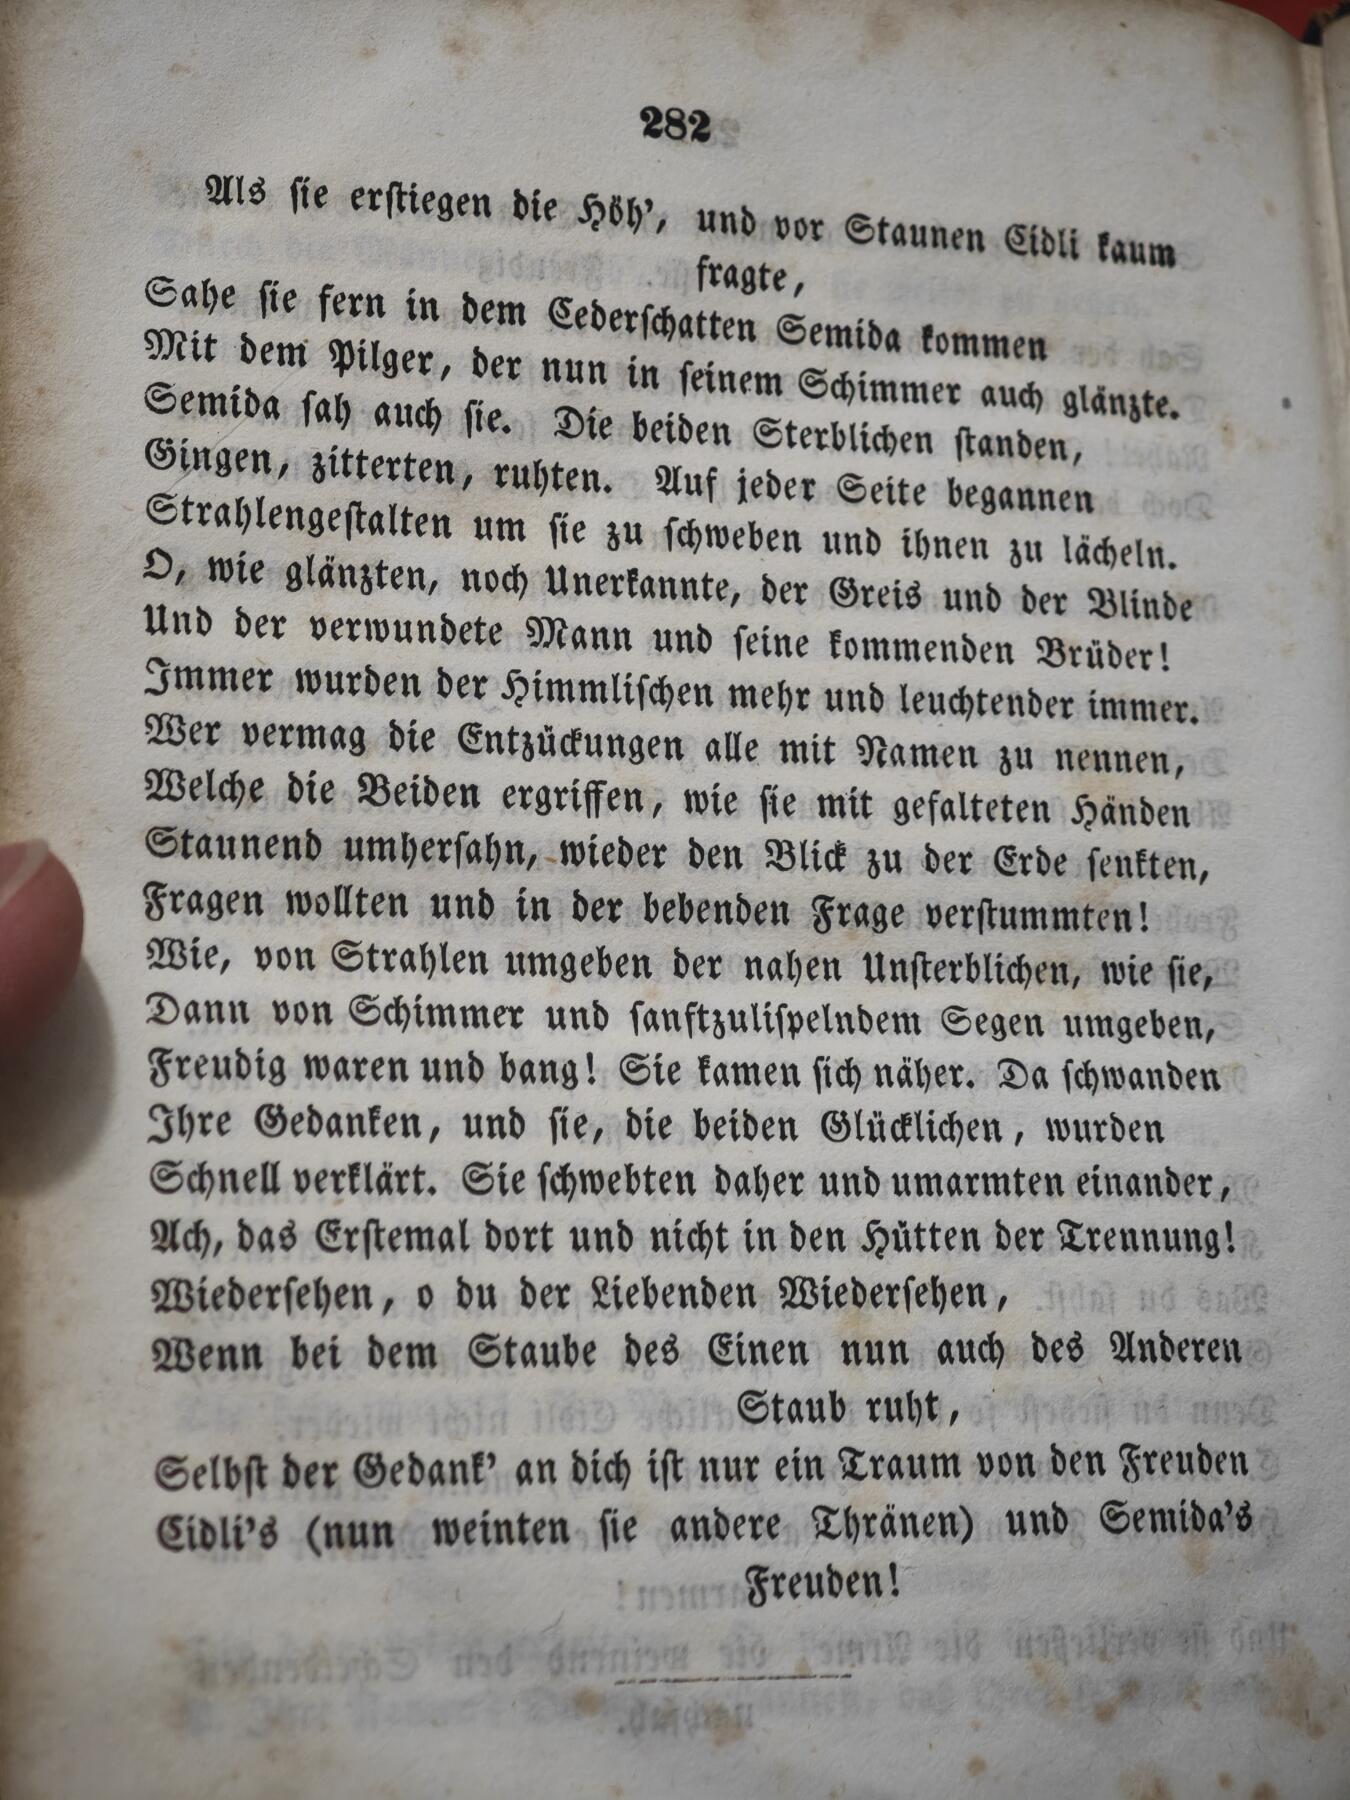 282
Als sie erstiegen die Höh', und vor Staunen Cidli kaum
fragte,
Sahe sie fern in dem Cederschatten Semida kommen
Mit dem Pilger, der nun in seinem Schimmer auch glänzte.
Semida sah auch sie. Die beiden Sterblichen standen,
Gingen, zitterten, ruhten. Auf jeder Seite begannen
Strahlengestalten um sie zu schweben und ihnen zu lächeln.
O, wie glänzten, noch Unerkannte, der Greis und der Blinde
Und der verwundete Mann und seine kommenden Brüder!
Immer wurden der Himmlischen mehr und leuchtender immer.
Wer vermag die Entzückungen alle mit Namen zu nennen,
Welche die Beiden ergriffen, wie sie mit gefalteten Händen
Staunend umhersahn, wieder den Blick zu der Erde senkten,
Fragen wollten und in der bebenden Frage verstummten!
Wie, von Strahlen umgeben der nahen Unsterblichen, wie sie,
Dann von Schimmer und sanftzulispelndem Segen umgeben,
Freudig waren und bang! Sie kamen sich näher. Da schwanden
Ihre Gedanken, und sie, die beiden Glücklichen, wurden
Schnell verklärt. Sie schwebten daher und umarmten einander,
Ach, das Erstemal dort und nicht in den Hütten der Trennung!
Wiedersehen, o du der Liebenden Wiedersehen,
Wenn bei dem Staube des Einen nun auch des Anderen
Staub ruht,
Selbst der Gedank' an dich ist nur ein Traum von den Freuden
Cidli's (nun weinten sie andere Thränen) und Semida's
Freuden!